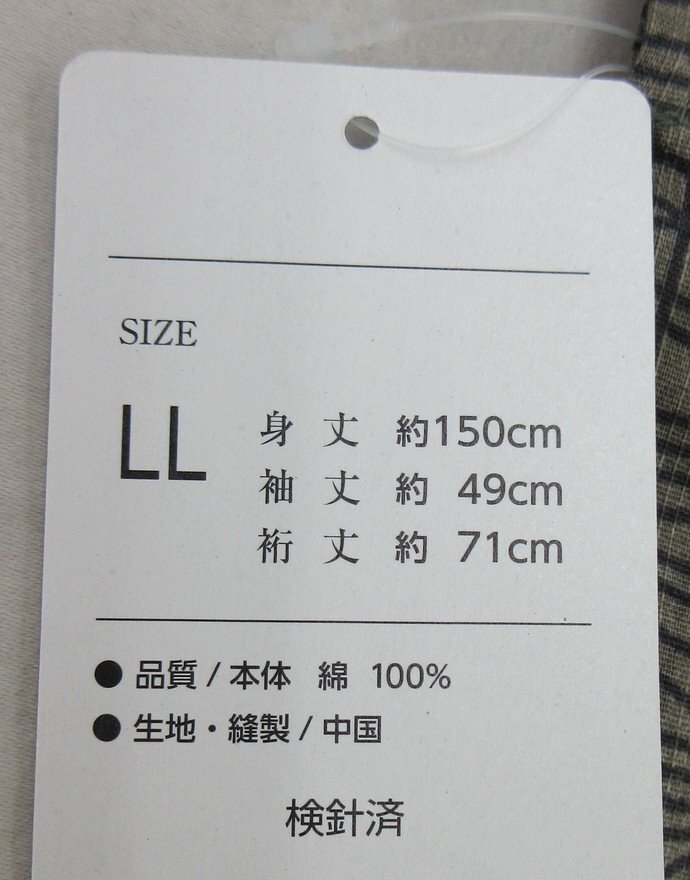 SIZE
LL
身 丈 約150cm
袖 丈 約 49cm
裄 丈 約 71cm
● 品質 / 本体 綿 100%
● 生地・縫製 / 中国
検針済